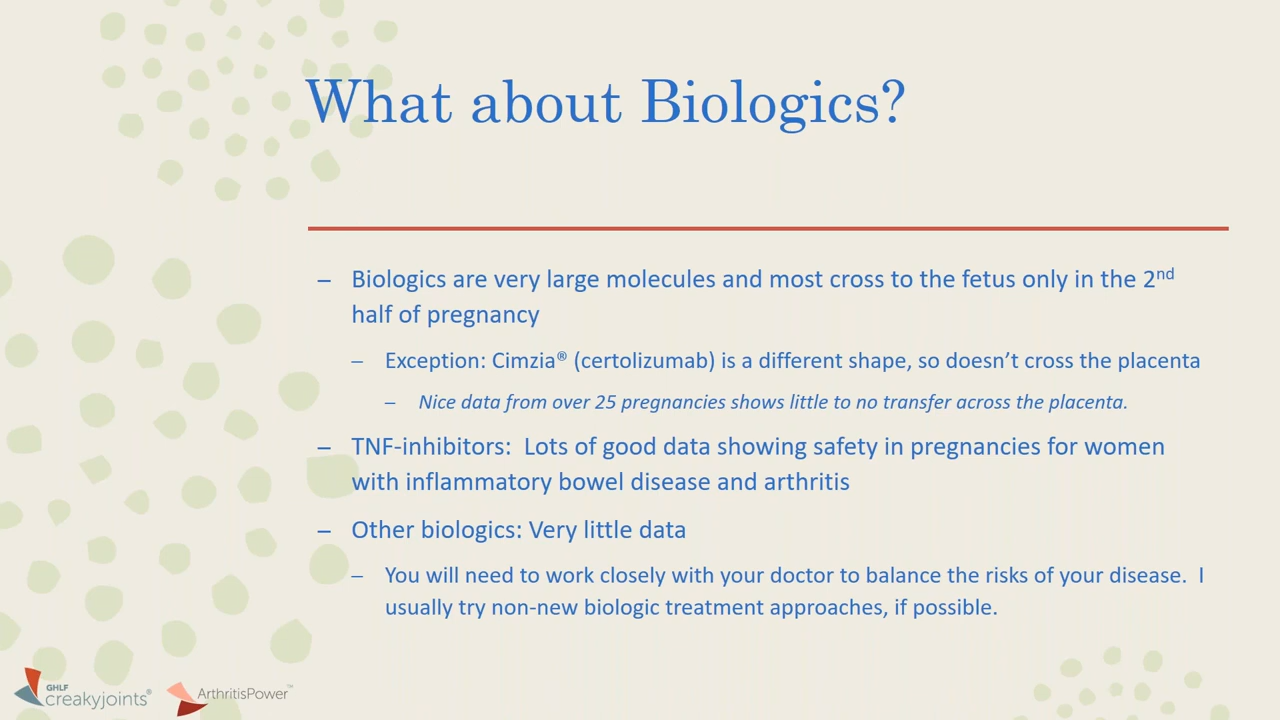 What about Biologics?
– Biologics are very large molecules and most cross to the fetus only in the 2nd
half of pregnancy
– Exception: Cimzia® (certolizumab) is a different shape, so doesn’t cross the placenta
– Nice data from over 25 pregnancies shows little to no transfer across the placenta.
– TNF-inhibitors:  Lots of good data showing safety in pregnancies for women
with inflammatory bowel disease and arthritis
– Other biologics: Very little data
– You will need to work closely with your doctor to balance the risks of your disease.  I
usually try non-new biologic treatment approaches, if possible.
GHLF
creakyjoints®
ArthritisPower™